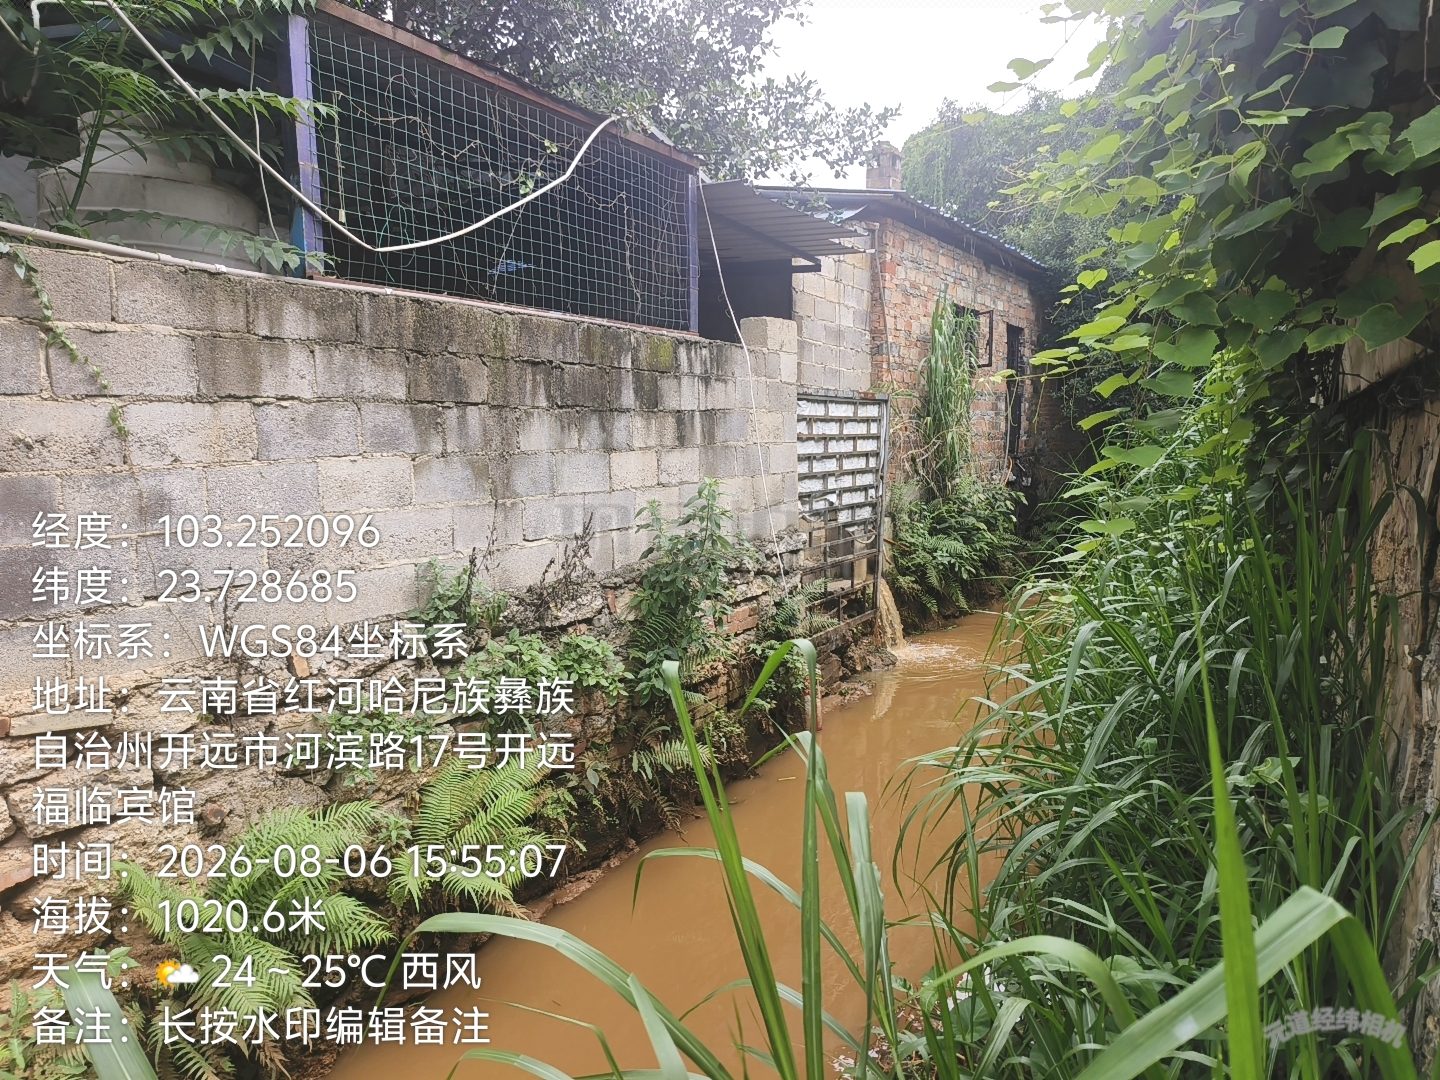 经度：103.252096
纬度：23.728685
坐标系：WGS84坐标系
地址：云南省红河哈尼族彝族
自治州开远市河滨路17号开远
福临宾馆
时间：2026-08-06 15:55:07
海拔：1020.6米
天气：24 ~ 25℃ 西风
备注：长按水印编辑备注
元道经纬相机